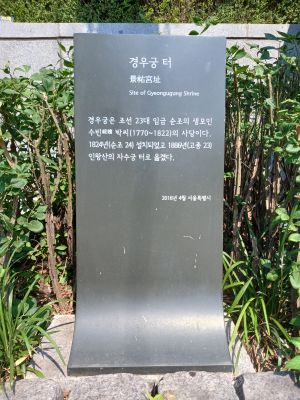 경우궁 터
景祐宮址
Site of Gyeongugung Shrine
경우궁은 조선 23대 임금 순조의 생모인
수빈綏嬪 박씨(1770~1822)의 사당이다.
1824년(순조 24) 설치되었고 1886년(고종 23)
인왕산의 자수궁 터로 옮겼다.
2018년 4월 서울특별시